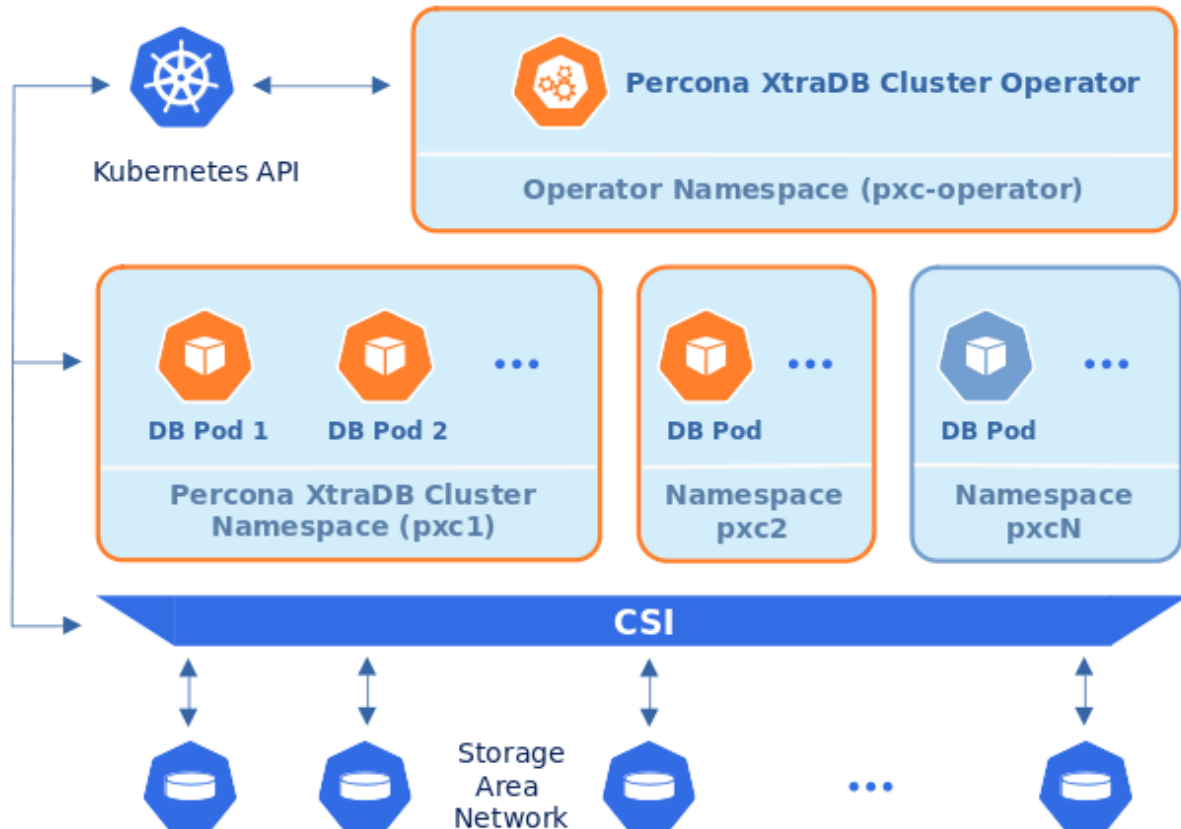 Percona XtraDB Cluster Operator
Kubernetes API
Operator Namespace (pxc-operator)
DB Pod 1
DB Pod 2
DB Pod
DB Pod
Percona XtraDB Cluster
Namespace (pxc1)
Namespace
pxc2
Namespace
pxcN
CSI
Storage
Area
Network